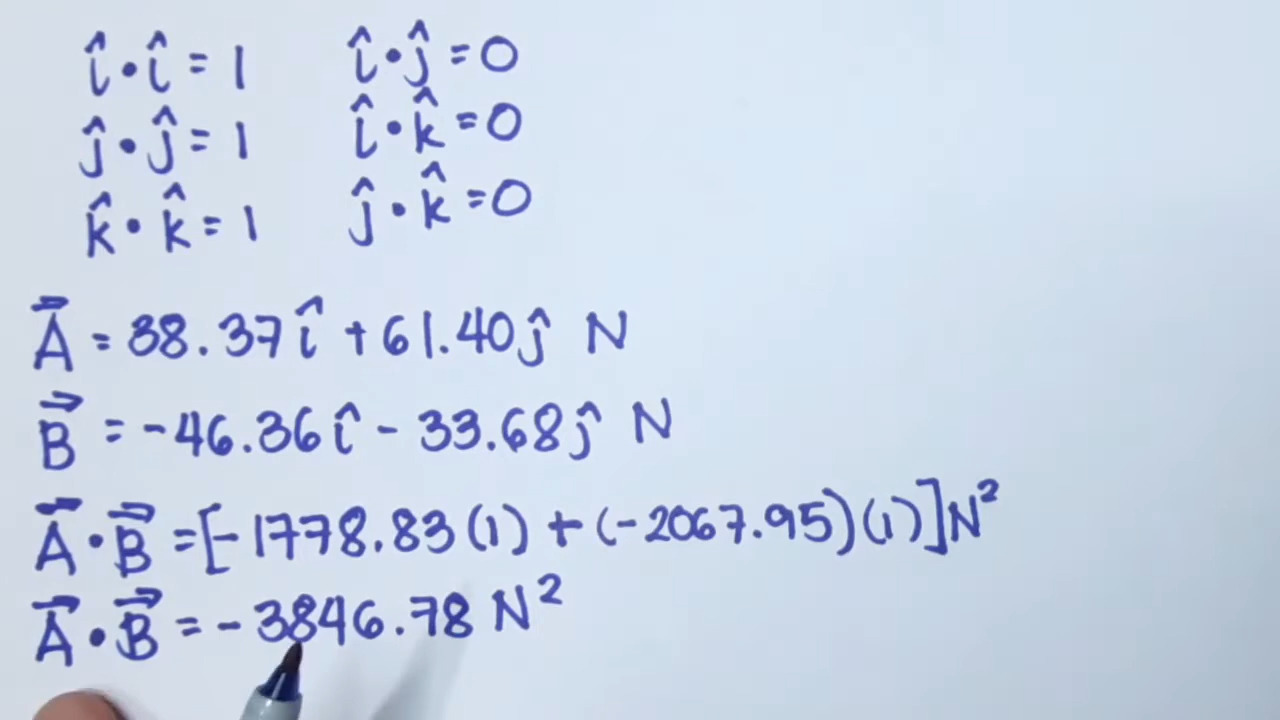 î • î = 1 î • ĵ = 0
ĵ • ĵ = 1 î • k̂ = 0
k̂ • k̂ = 1 ĵ • k̂ = 0
A⃗ = 38.37î + 61.40ĵ N
B⃗ = -46.36î - 33.68ĵ N
A⃗ • B⃗ = [-1778.83(1) + (-2067.95)(1)]N²
A⃗ • B⃗ = -3846.78 N²